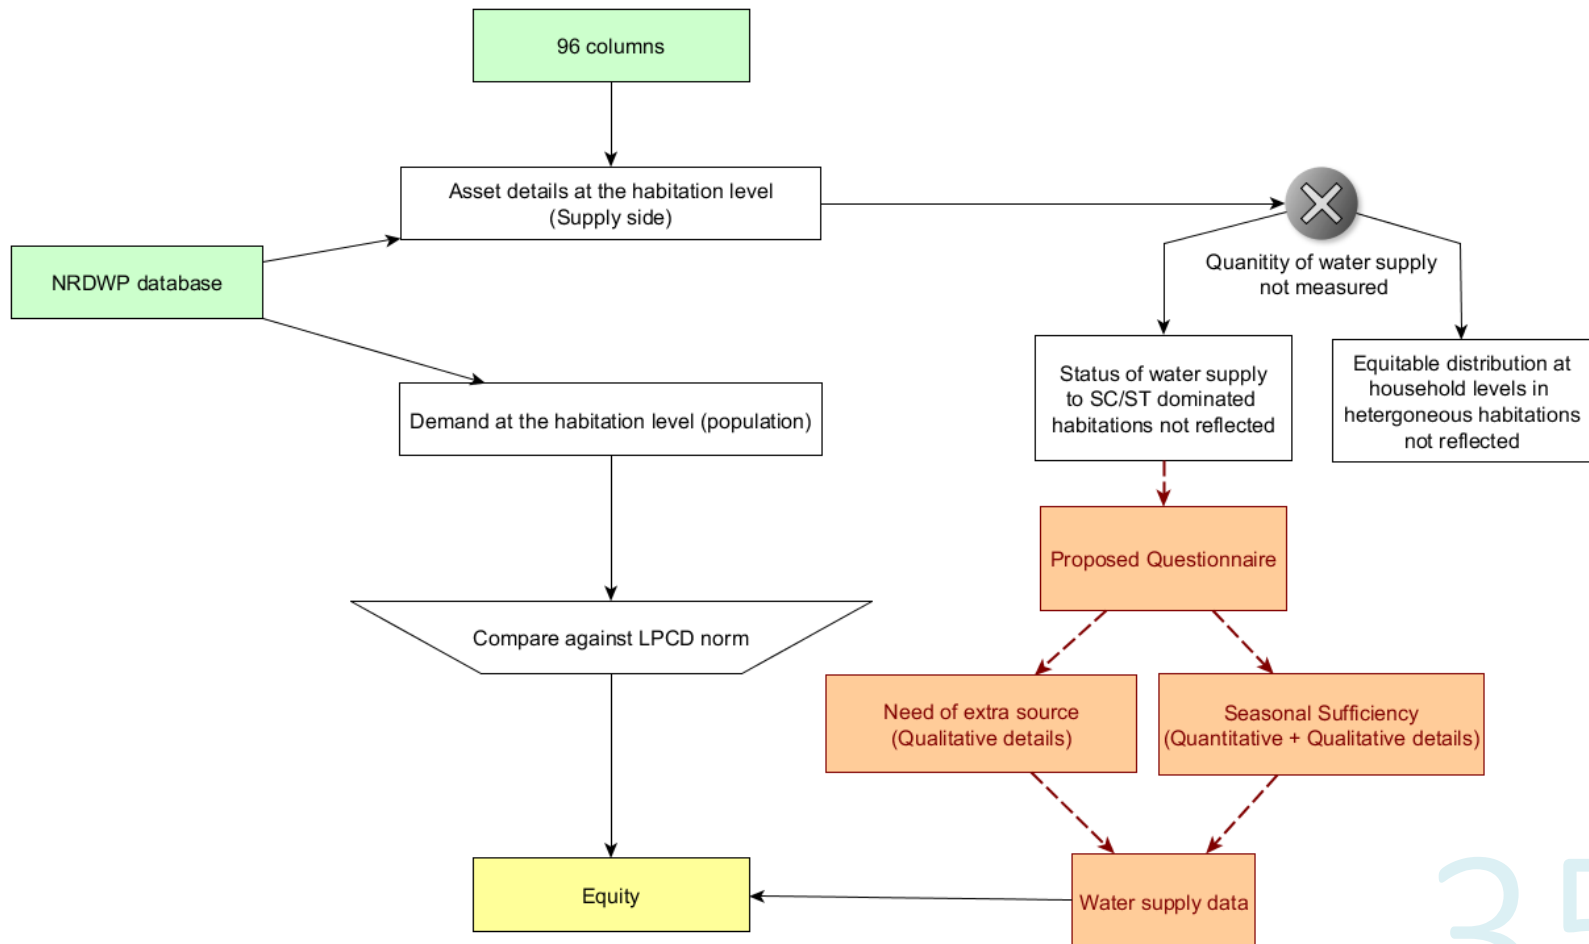 96 columns
Asset details at the habitation level
(Supply side)
NRDWP database
Quanitity of water supply
not measured
Status of water supply
to SC/ST dominated
habitations not reflected
Equitable distribution at
household levels in
hetergoneous habitations
not reflected
Demand at the habitation level (population)
Proposed Questionnaire
Compare against LPCD norm
Need of extra source
(Qualitative details)
Seasonal Sufficiency
(Quantitative + Qualitative details)
Equity
Water supply data
35